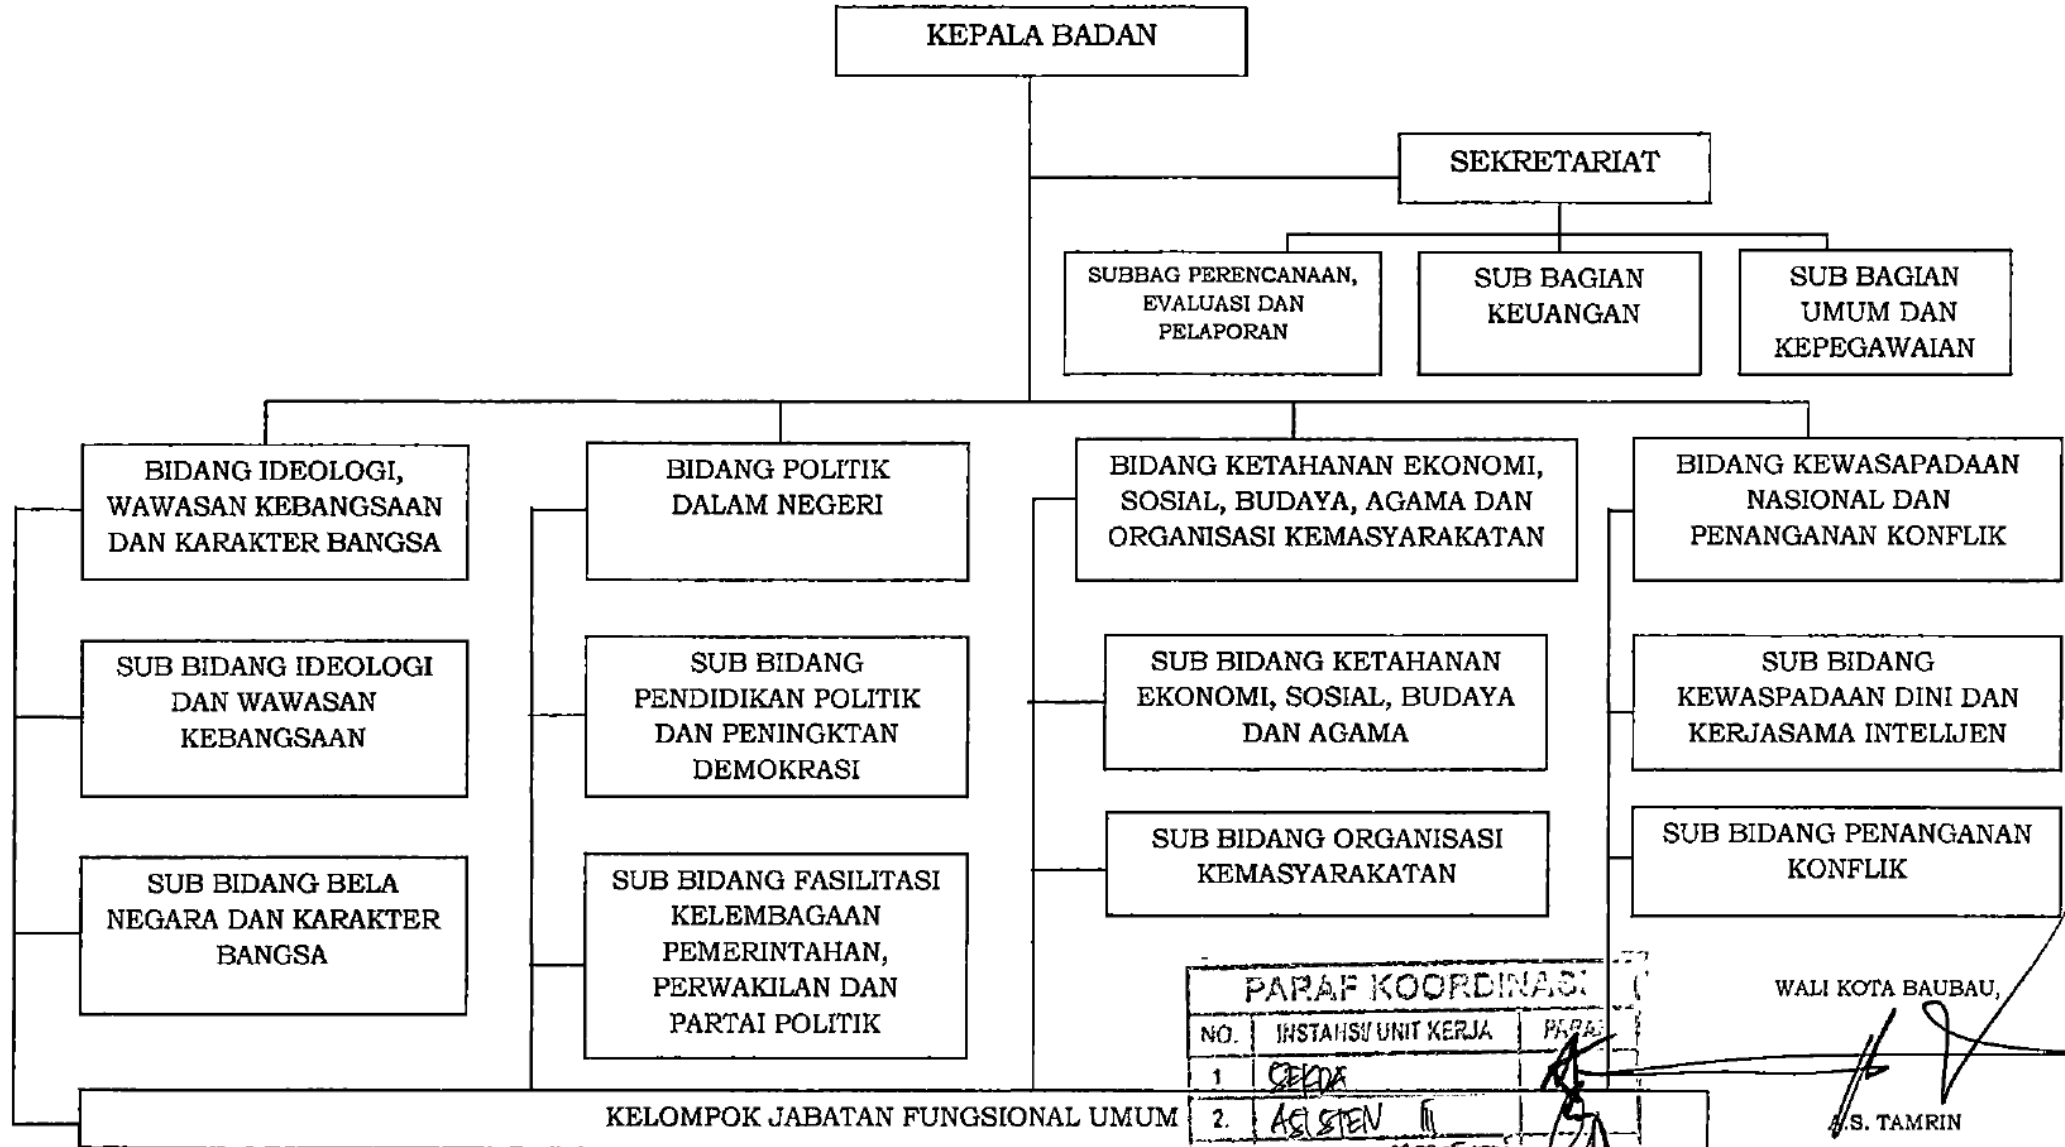 KEPALA BADAN
SEKRETARIAT
SUBBAG PERENCANAAN,
EVALUASI DAN
PELAPORAN
SUB BAGIAN
KEUANGAN
SUB BAGIAN
UMUM DAN
KEPEGAWAIAN
BIDANG IDEOLOGI,
WAWASAN KEBANGSAAN
DAN KARAKTER BANGSA
BIDANG POLITIK
DALAM NEGERI
BIDANG KETAHANAN EKONOMI,
SOSIAL, BUDAYA, AGAMA DAN
ORGANISASI KEMASYARAKATAN
BIDANG KEWASAPADAAN
NASIONAL DAN
PENANGANAN KONFLIK
SUB BIDANG IDEOLOGI
DAN WAWASAN
KEBANGSAAN
SUB BIDANG
PENDIDIKAN POLITIK
DAN PENINGKTAN
DEMOKRASI
SUB BIDANG KETAHANAN
EKONOMI, SOSIAL, BUDAYA
DAN AGAMA
SUB BIDANG
KEWASPADAAN DINI DAN
KERJASAMA INTELIJEN
SUB BIDANG BELA
NEGARA DAN KARAKTER
BANGSA
SUB BIDANG FASILITASI
KELEMBAGAAN
PEMERINTAHAN,
PERWAKILAN DAN
PARTAI POLITIK
SUB BIDANG ORGANISASI
KEMASYARAKATAN
SUB BIDANG PENANGANAN
KONFLIK
KELOMPOK JABATAN FUNGSIONAL UMUM
PARAF KOORDINASI
NO. INSTANSI/ UNIT KERJA PARAF
1 SEKDA
2. ASISTEN III
WALI KOTA BAUBAU,
A.S. TAMRIN